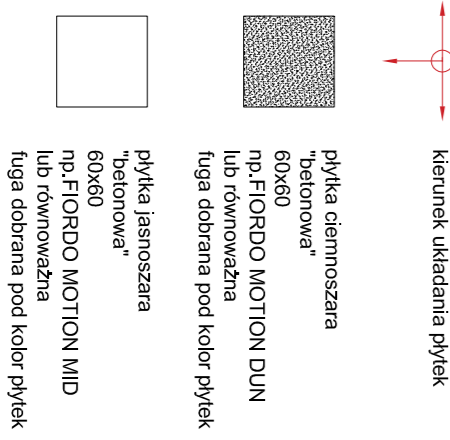 kierunek układania płytek
płytka ciemnoszara
"betonowa"
60x60
np.FIORDO MOTION DUN
lub równoważna
fuga dobrana pod kolor płytek
płytka jasnoszara
"betonowa"
60x60
np.FIORDO MOTION MID
lub równoważna
fuga dobrana pod kolor płytek